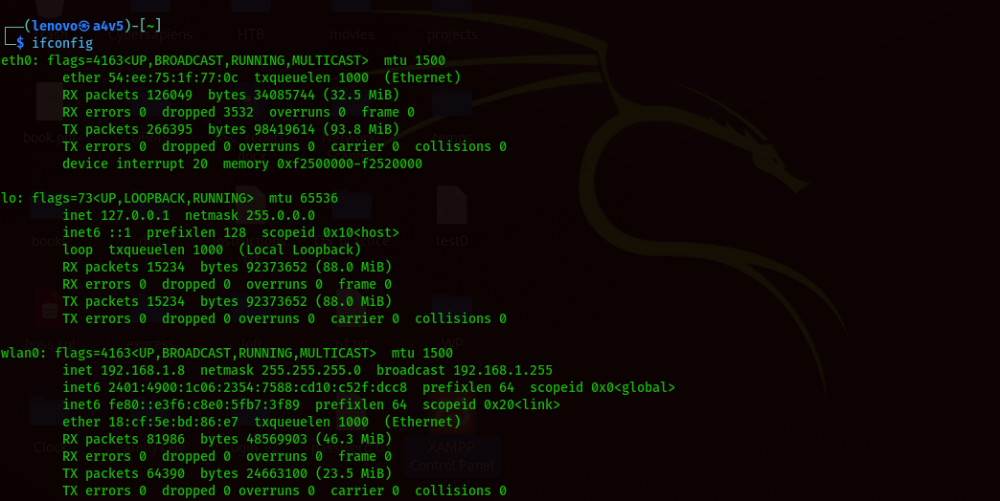 ┌──(lenovo㉿a4v5)-[~]
└─$ ifconfig
eth0: flags=4163<UP,BROADCAST,RUNNING,MULTICAST>  mtu 1500
        ether 54:ee:75:1f:77:0c  txqueuelen 1000  (Ethernet)
        RX packets 126049  bytes 34085744 (32.5 MiB)
        RX errors 0  dropped 3532  overruns 0  frame 0
        TX packets 266395  bytes 98419614 (93.8 MiB)
        TX errors 0  dropped 0 overruns 0  carrier 0  collisions 0
        device interrupt 20  memory 0xf2500000-f2520000

lo: flags=73<UP,LOOPBACK,RUNNING>  mtu 65536
        inet 127.0.0.1  netmask 255.0.0.0
        inet6 ::1  prefixlen 128  scopeid 0x10<host>
        loop  txqueuelen 1000  (Local Loopback)
        RX packets 15234  bytes 92373652 (88.0 MiB)
        RX errors 0  dropped 0  overruns 0  frame 0
        TX packets 15234  bytes 92373652 (88.0 MiB)
        TX errors 0  dropped 0 overruns 0  carrier 0  collisions 0

wlan0: flags=4163<UP,BROADCAST,RUNNING,MULTICAST>  mtu 1500
        inet 192.168.1.8  netmask 255.255.255.0  broadcast 192.168.1.255
        inet6 2401:4900:1c06:2354:7588:cd10:c52f:dcc8  prefixlen 64  scopeid 0x0<global>
        inet6 fe80::e3f6:c8e0:5fb7:3f89  prefixlen 64  scopeid 0x20<link>
        ether 18:cf:5e:bd:86:e7  txqueuelen 1000  (Ethernet)
        RX packets 81986  bytes 48569903 (46.3 MiB)
        RX errors 0  dropped 0  overruns 0  frame 0
        TX packets 64390  bytes 24663100 (23.5 MiB)
        TX errors 0  dropped 0 overruns 0  carrier 0  collisions 0
HTB
movies
projects
test0
XAMPP
Control Panel